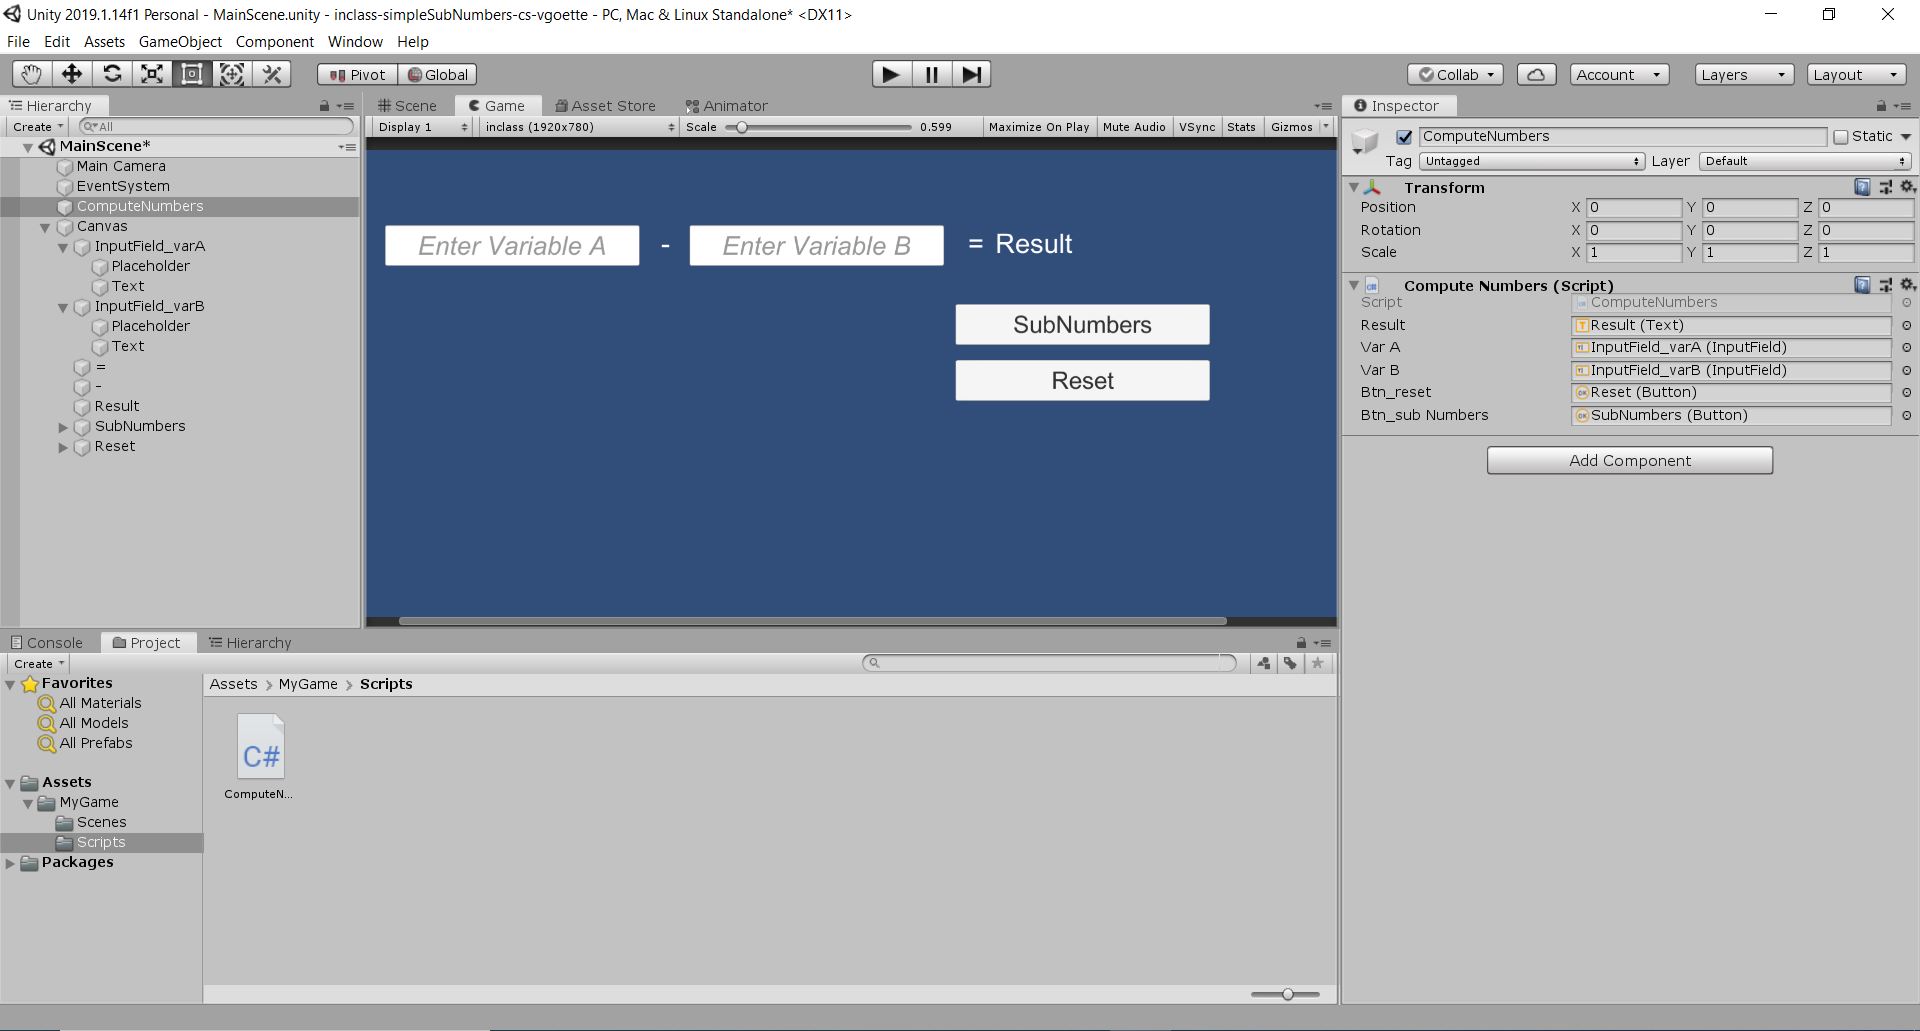 Unity 2019.1.14f1 Personal - MainScene.unity - inclass-simpleSubNumbers-cs-vgoette - PC, Mac & Linux Standalone* <DX11>
File Edit Assets GameObject Component Window Help
Pivot Global Collab Account Layers Layout
Hierarchy
Create All
MainScene*
Main Camera
EventSystem
ComputeNumbers
Canvas
InputField_varA
Placeholder
Text
InputField_varB
Placeholder
Text
=
-
Result
SubNumbers
Reset
Scene Game Asset Store Animator
Display 1 inclass (1920x780) Scale 0.599 Maximize On Play Mute Audio VSync Stats Gizmos
Enter Variable A - Enter Variable B = Result
SubNumbers
Reset
Inspector
ComputeNumbers Static
Tag Untagged Layer Default
Transform
Position X 0 Y 0 Z 0
Rotation X 0 Y 0 Z 0
Scale X 1 Y 1 Z 1
Compute Numbers (Script)
Script ComputeNumbers
Result Result (Text)
Var A InputField_varA (InputField)
Var B InputField_varB (InputField)
Btn_reset Reset (Button)
Btn_sub Numbers SubNumbers (Button)
Add Component
Console Project Hierarchy
Create
Favorites
All Materials
All Models
All Prefabs
Assets
MyGame
Scenes
Scripts
Packages
Assets > MyGame > Scripts
C#
ComputeN...